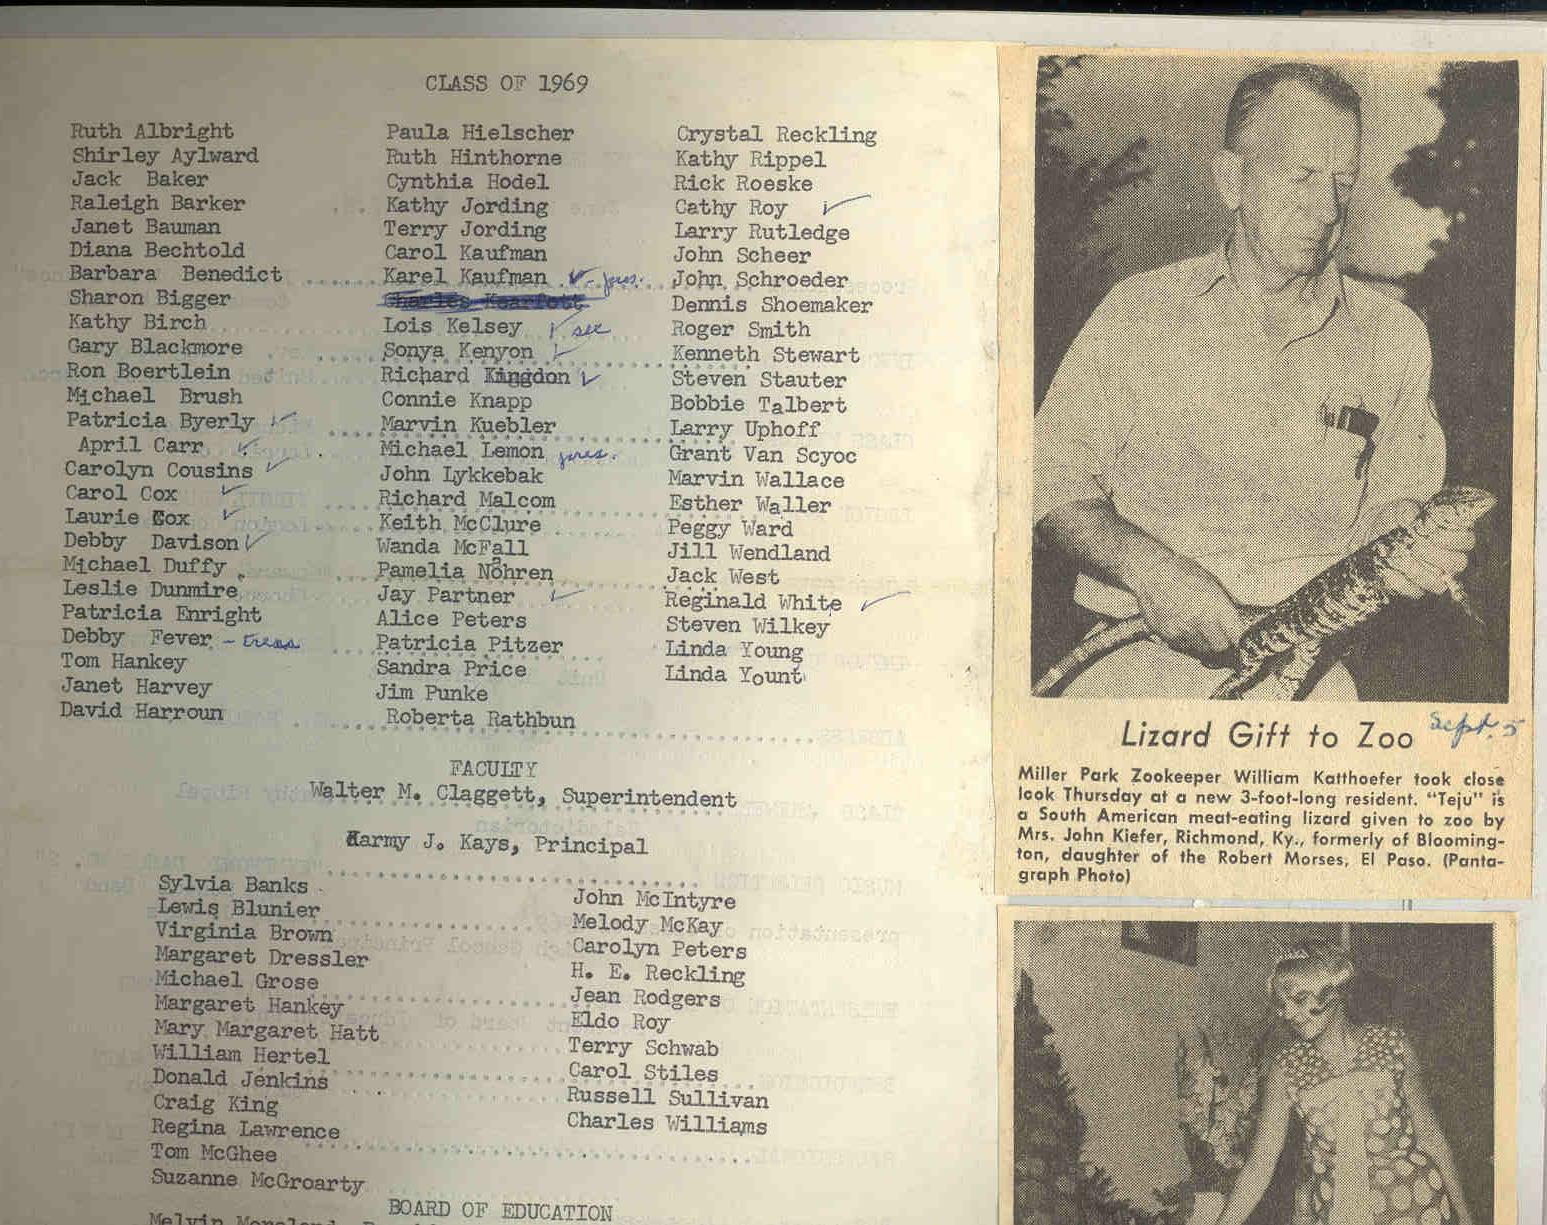 CLASS OF 1969
Ruth Albright
Shirley Aylward
Jack Baker
Raleigh Barker
Janet Bauman
Diana Bechtold
Barbara Benedict
Sharon Bigger
Kathy Birch
Gary Blackmore
Ron Boertlein
Michael Brush
Patricia Byerly
April Carr
Carolyn Cousins
Carol Cox
Laurie Cox
Debby Davison
Michael Duffy
Leslie Dunmire
Patricia Enright
Debby Fever - treas
Tom Hankey
Janet Harvey
David Harroun
Paula Hielscher
Ruth Hinthorne
Cynthia Hodel
Kathy Jording
Terry Jording
Carol Kaufman
Karel Kaufman
Charles Kearfott
Lois Kelsey sec
Sonya Kenyon
Richard Kingdon
Connie Knapp
Marvin Kuebler
Michael Lemon pres.
John Lykkebak
Richard Malcom
Keith McClure
Wanda McFall
Pamelia Nohren
Jay Partner
Alice Peters
Patricia Pitzer
Sandra Price
Jim Punke
Roberta Rathbun
Crystal Reckling
Kathy Rippel
Rick Roeske
Cathy Roy
Larry Rutledge
John Scheer
John Schroeder
Dennis Shoemaker
Roger Smith
Kenneth Stewart
Steven Stauter
Bobbie Talbert
Larry Uphoff
Grant Van Scyoc
Marvin Wallace
Esther Waller
Peggy Ward
Jill Wendland
Jack West
Reginald White
Steven Wilkey
Linda Young
Linda Yount
FACULTY
Walter M. Claggett, Superintendent
Harmy J. Kays, Principal
Sylvia Banks
Lewis Blunier
Virginia Brown
Margaret Dressler
Michael Grose
Margaret Hankey
Mary Margaret Hatt
William Hertel
Donald Jenkins
Craig King
Regina Lawrence
Tom McGhee
Suzanne McGroarty
John McIntyre
Melody McKay
Carolyn Peters
H. E. Reckling
Jean Rodgers
Eldo Roy
Terry Schwab
Carol Stiles
Russell Sullivan
Charles Williams
BOARD OF EDUCATION
Lizard Gift to Zoo
Sept. 5
Miller Park Zookeeper William Katthoefer took close
look Thursday at a new 3-foot-long resident. "Teju" is
a South American meat-eating lizard given to zoo by
Mrs. John Kiefer, Richmond, Ky., formerly of Blooming-
ton, daughter of the Robert Morses, El Paso. (Panta-
graph Photo)